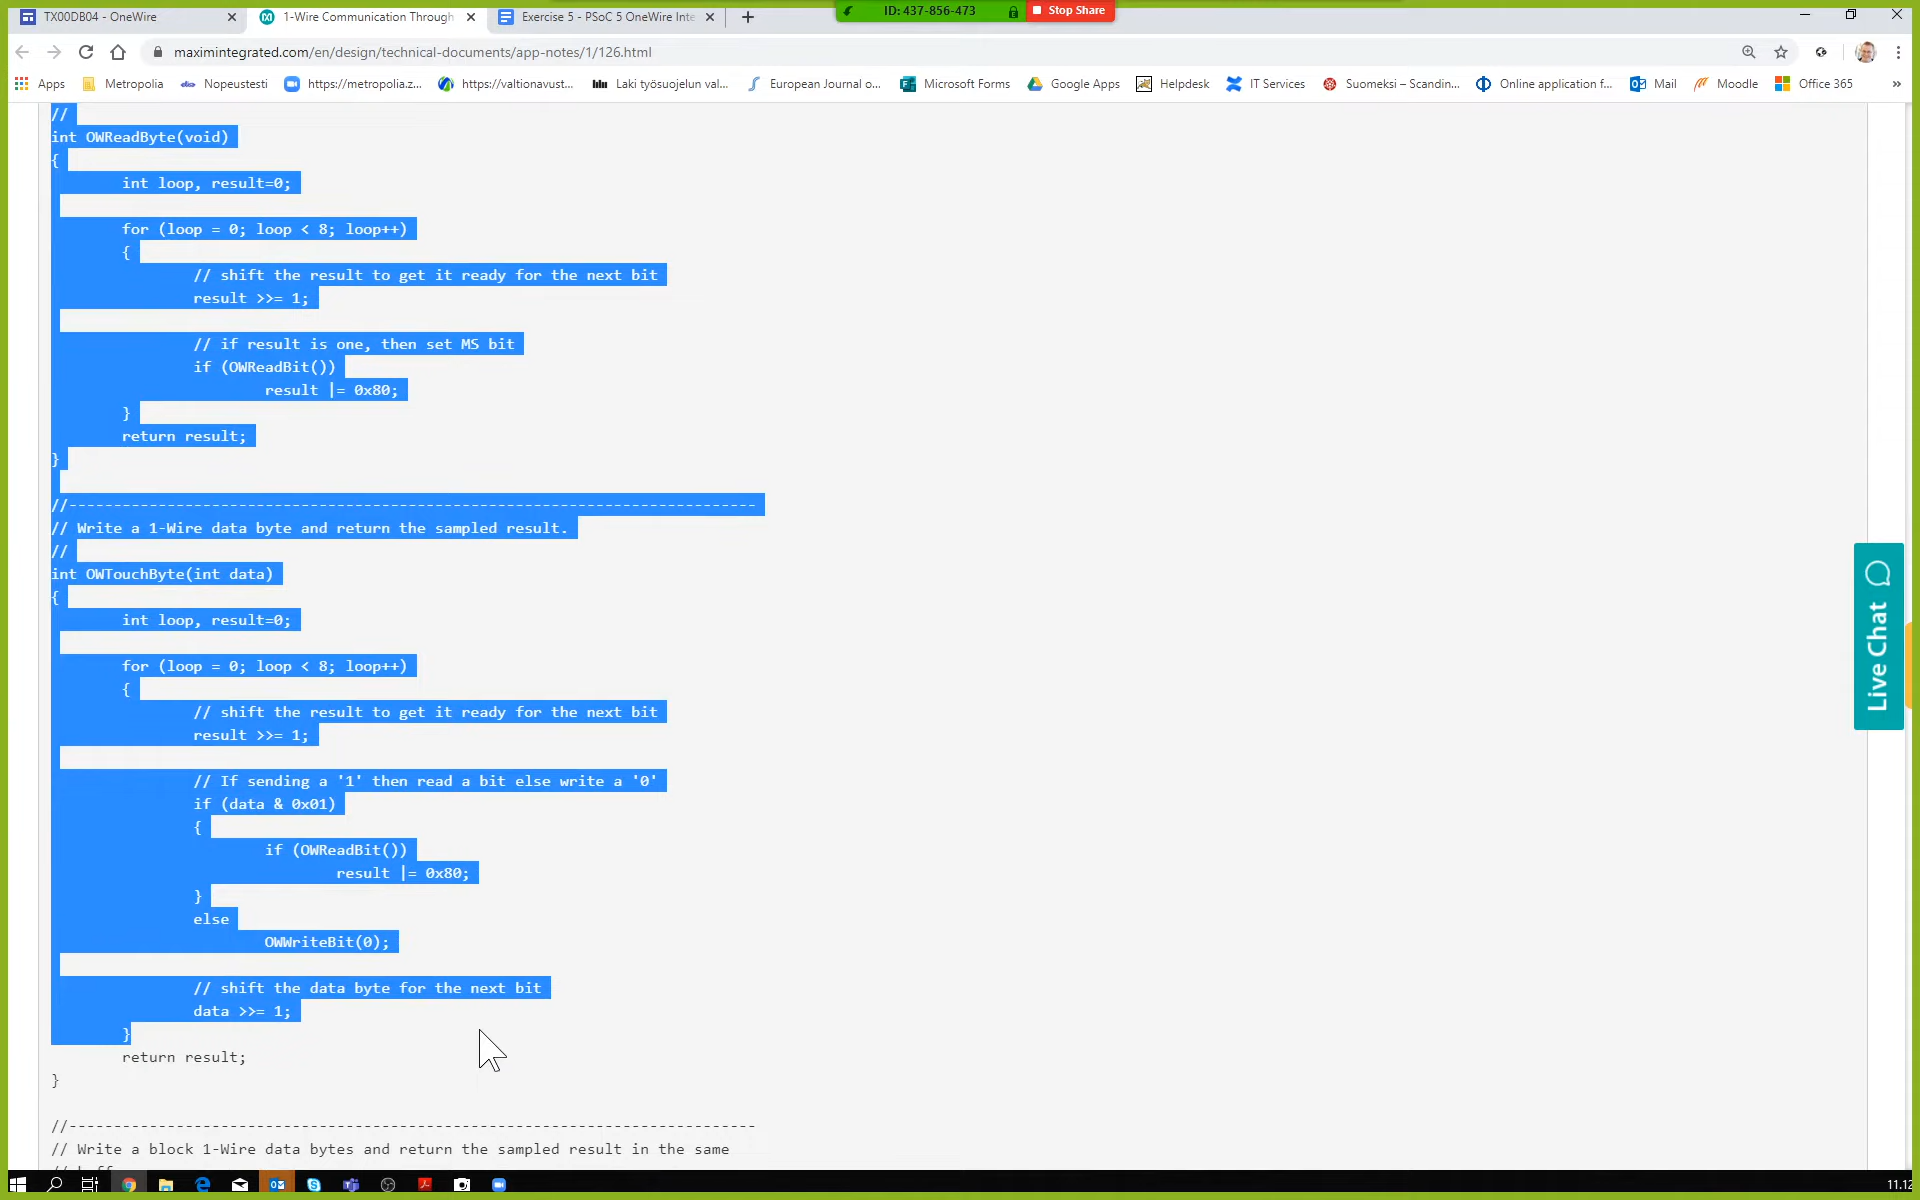 TX00DB04 - OneWire
1-Wire Communication Through
Exercise 5 - PSoC 5 OneWire Inte
ID: 437-856-473
Stop Share
maximintegrated.com/en/design/technical-documents/app-notes/1/126.html
Apps
Metropolia
Nopeustesti
https://metropolia.z...
https://valtionavust...
Laki työsuojelun val...
European Journal o...
Microsoft Forms
Google Apps
Helpdesk
IT Services
Suomeksi – Scandin...
Online application f...
Mail
Moodle
Office 365
»
//
int OWReadByte(void)
{
int loop, result=0;
for (loop = 0; loop < 8; loop++)
{
// shift the result to get it ready for the next bit
result >>= 1;
// if result is one, then set MS bit
if (OWReadBit())
result |= 0x80;
}
return result;
}
//-----------------------------------------------------------------------------
// Write a 1-Wire data byte and return the sampled result.
//
int OWTouchByte(int data)
{
int loop, result=0;
for (loop = 0; loop < 8; loop++)
{
// shift the result to get it ready for the next bit
result >>= 1;
// If sending a '1' then read a bit else write a '0'
if (data & 0x01)
{
if (OWReadBit())
result |= 0x80;
}
else
OWWriteBit(0);
// shift the data byte for the next bit
data >>= 1;
}
return result;
}
//-----------------------------------------------------------------------------
// Write a block 1-Wire data bytes and return the sampled result in the same
Live Chat
11.12